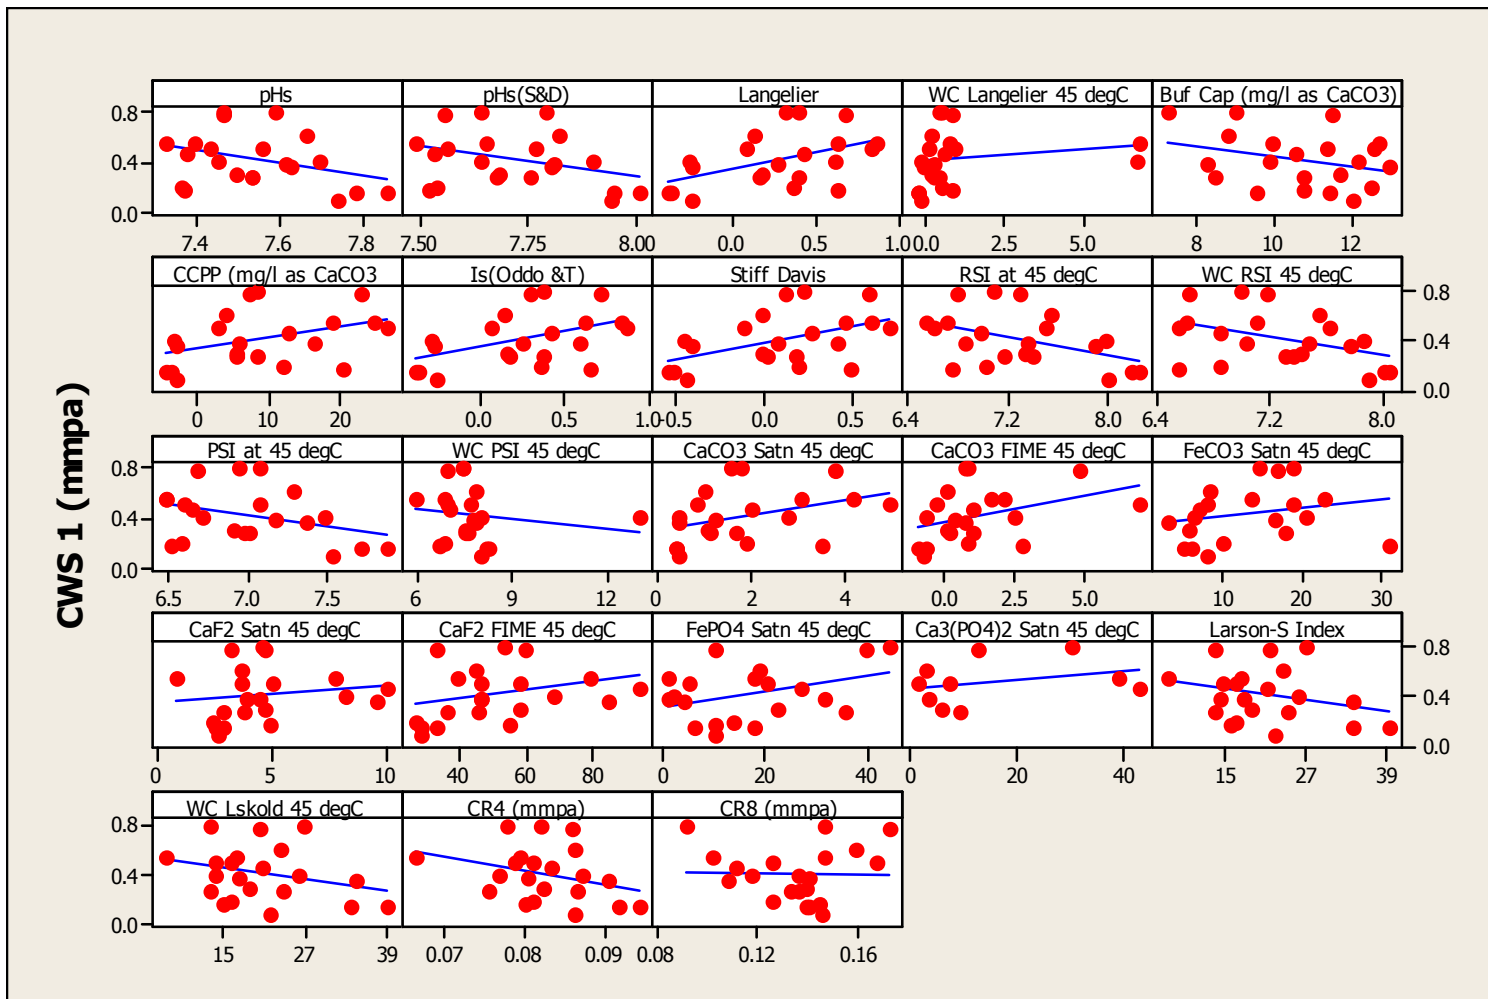 pHs pHs(S&D) Langelier WC Langelier 45 degC Buf Cap (mg/l as CaCO3)
0.8
0.4
0.0
7.4 7.6 7.8 7.50 7.75 8.00 0.0 0.5 1.0 0.0 2.5 5.0 8 10 12
CCPP (mg/l as CaCO3 Is(Oddo &T) Stiff Davis RSI at 45 degC WC RSI 45 degC
0.8
0.4
0.0
0 10 20 0.0 0.5 1.0 -0.5 0.0 0.5 6.4 7.2 8.0 6.4 7.2 8.0
PSI at 45 degC WC PSI 45 degC CaCO3 Satn 45 degC CaCO3 FIME 45 degC FeCO3 Satn 45 degC
0.8
0.4
0.0
6.5 7.0 7.5 6 9 12 0 2 4 0.0 2.5 5.0 10 20 30
CWS 1 (mmpa)
CaF2 Satn 45 degC CaF2 FIME 45 degC FePO4 Satn 45 degC Ca3(PO4)2 Satn 45 degC Larson-S Index
0.8
0.4
0.0
0 5 10 40 60 80 0 20 40 0 20 40 15 27 39
WC Lskold 45 degC CR4 (mmpa) CR8 (mmpa)
0.8
0.4
0.0
15 27 39 0.07 0.08 0.09 0.08 0.12 0.16